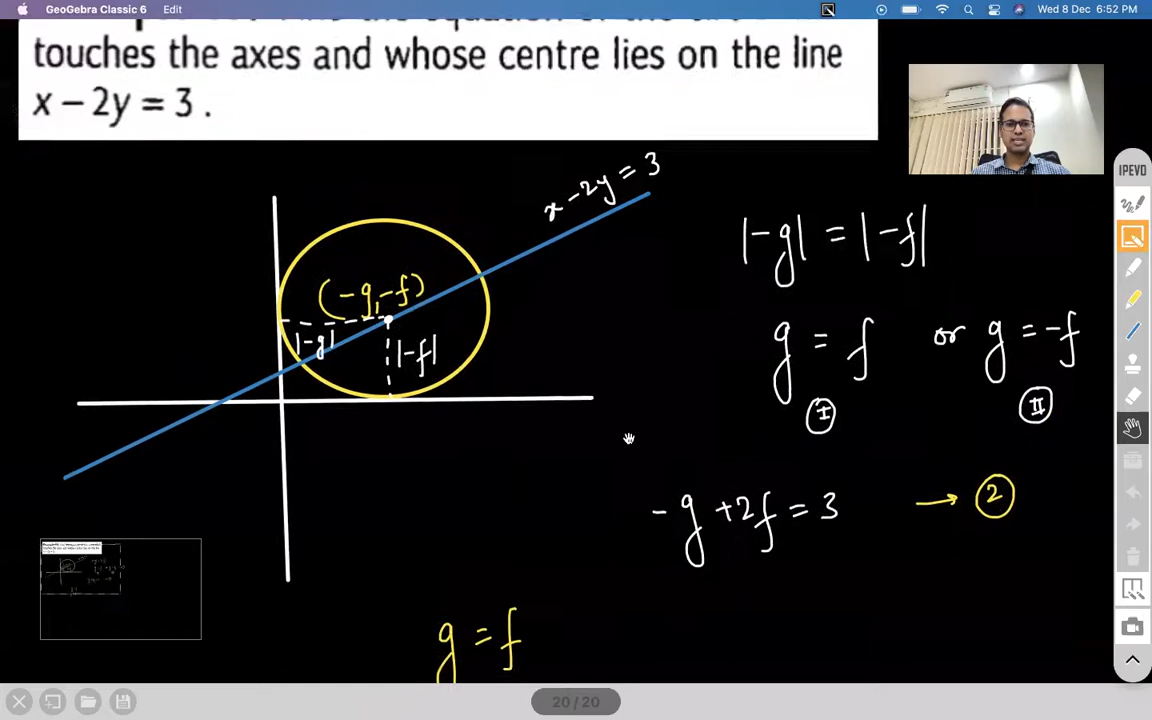 GeoGebra Classic 6 Edit
Wed 8 Dec 6:52 PM
touches the axes and whose centre lies on the line
x – 2y = 3 .
x - 2y = 3
(-g, -f)
|-g|
|-f|
|-g| = |-f|
g = f or g = -f
I II
-g + 2f = 3 → 2
g = f
IPEVO
20 / 20